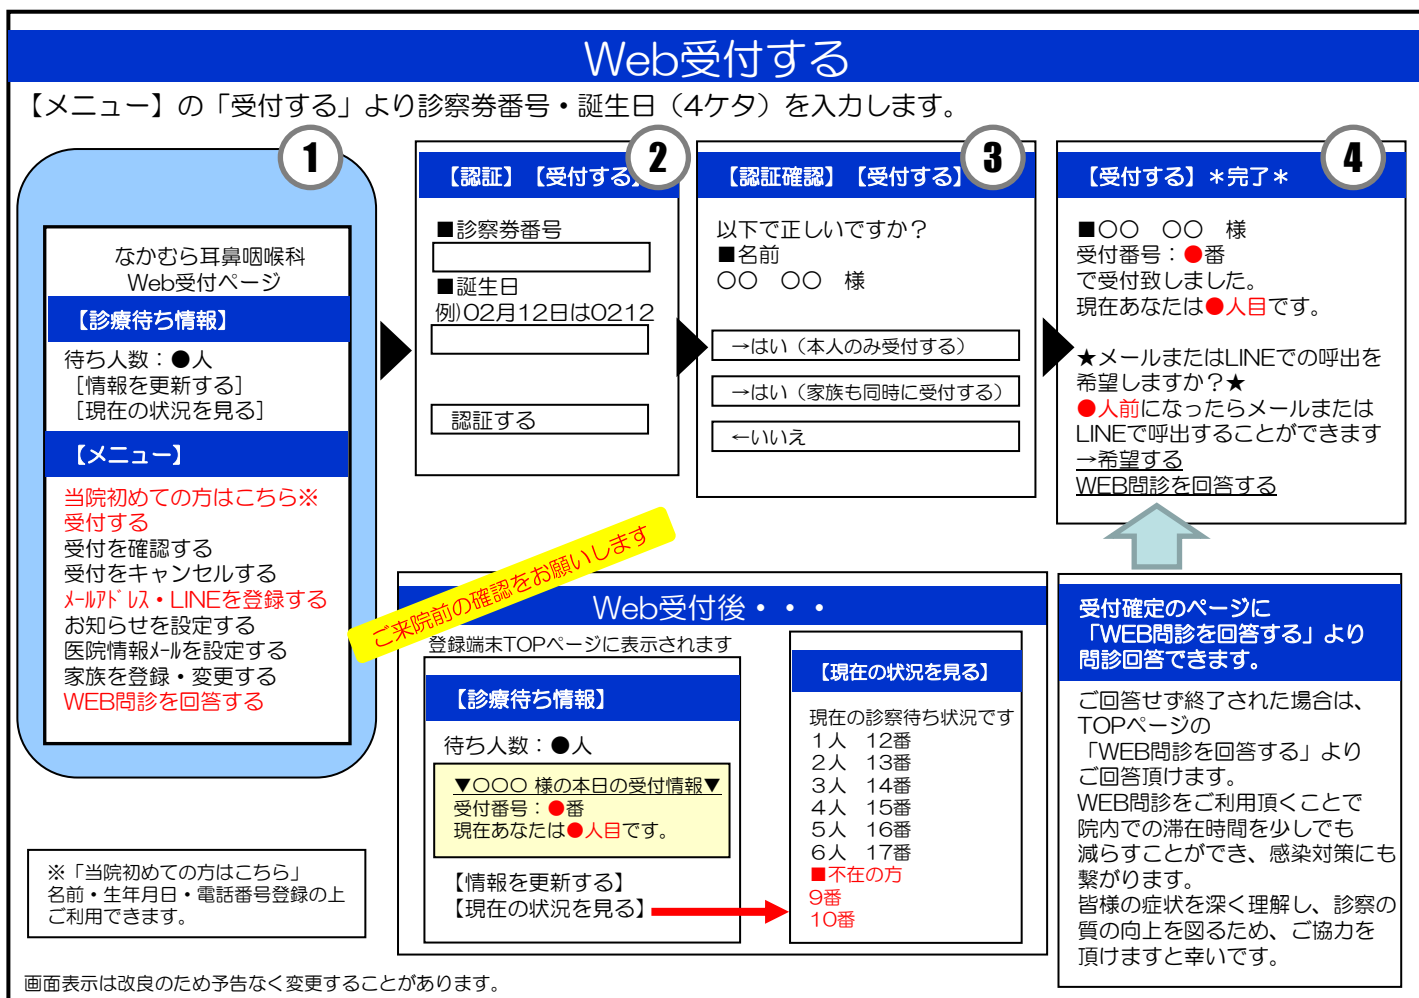 Web受付する
【メニュー】の「受付する」より診察券番号・誕生日（4ケタ）を入力します。
1
なかむら耳鼻咽喉科
Web受付ページ
【診療待ち情報】
待ち人数：●人
［情報を更新する］
［現在の状況を見る］
【メニュー】
当院初めての方はこちら※
受付する
受付を確認する
受付をキャンセルする
ﾒｰﾙｱﾄﾞﾚｽ・LINEを登録する
お知らせを設定する
医院情報ﾒｰﾙを設定する
家族を登録・変更する
WEB問診を回答する
※「当院初めての方はこちら」
名前・生年月日・電話番号登録の上
ご利用できます。
2
【認証】【受付する】
■診察券番号
■誕生日
例)02月12日は0212
認証する
3
【認証確認】【受付する】
以下で正しいですか？
■名前
○○　○○　様
→はい（本人のみ受付する）
→はい（家族も同時に受付する）
←いいえ
4
【受付する】＊完了＊
■○○　○○　様
受付番号：●番
で受付致しました。
現在あなたは●人目です。
★メールまたはLINEでの呼出を
希望しますか？★
●人前になったらメールまたは
LINEで呼出することができます
→希望する
WEB問診を回答する
ご来院前の確認をお願いします
Web受付後・・・
登録端末TOPページに表示されます
【診療待ち情報】
待ち人数：●人
▼○○○ 様の本日の受付情報▼
受付番号：●番
現在あなたは●人目です。
【情報を更新する】
【現在の状況を見る】
【現在の状況を見る】
現在の診察待ち状況です
1人　12番
2人　13番
3人　14番
4人　15番
5人　16番
6人　17番
■不在の方
9番
10番
受付確定のページに
「WEB問診を回答する」より
問診回答できます。
ご回答せず終了された場合は、
TOPページの
「WEB問診を回答する」より
ご回答頂けます。
WEB問診をご利用頂くことで
院内での滞在時間を少しでも
減らすことができ、感染対策にも
繋がります。
皆様の症状を深く理解し、診察の
質の向上を図るため、ご協力を
頂けますと幸いです。
画面表示は改良のため予告なく変更することがあります。